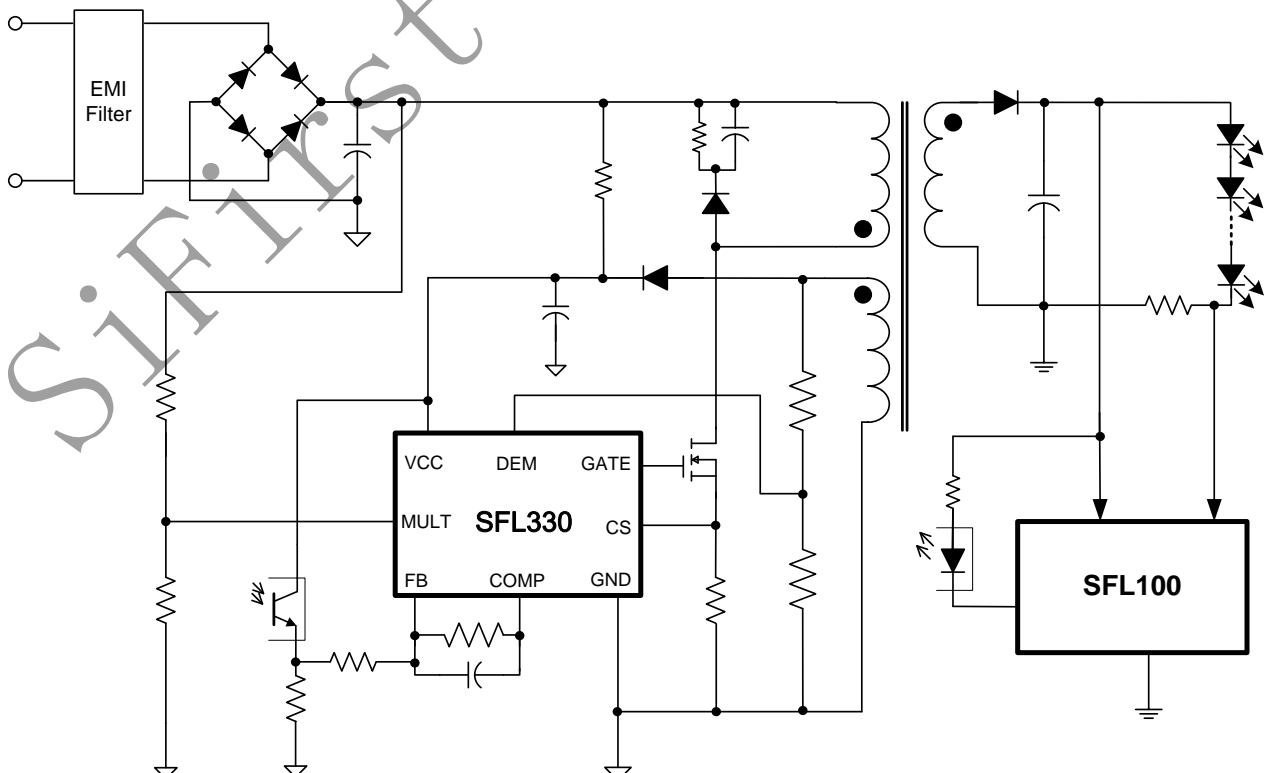 EMI
Filter
SiFirst
VCC
DEM
GATE
MULT
SFL330
CS
FB
COMP
GND
SFL100